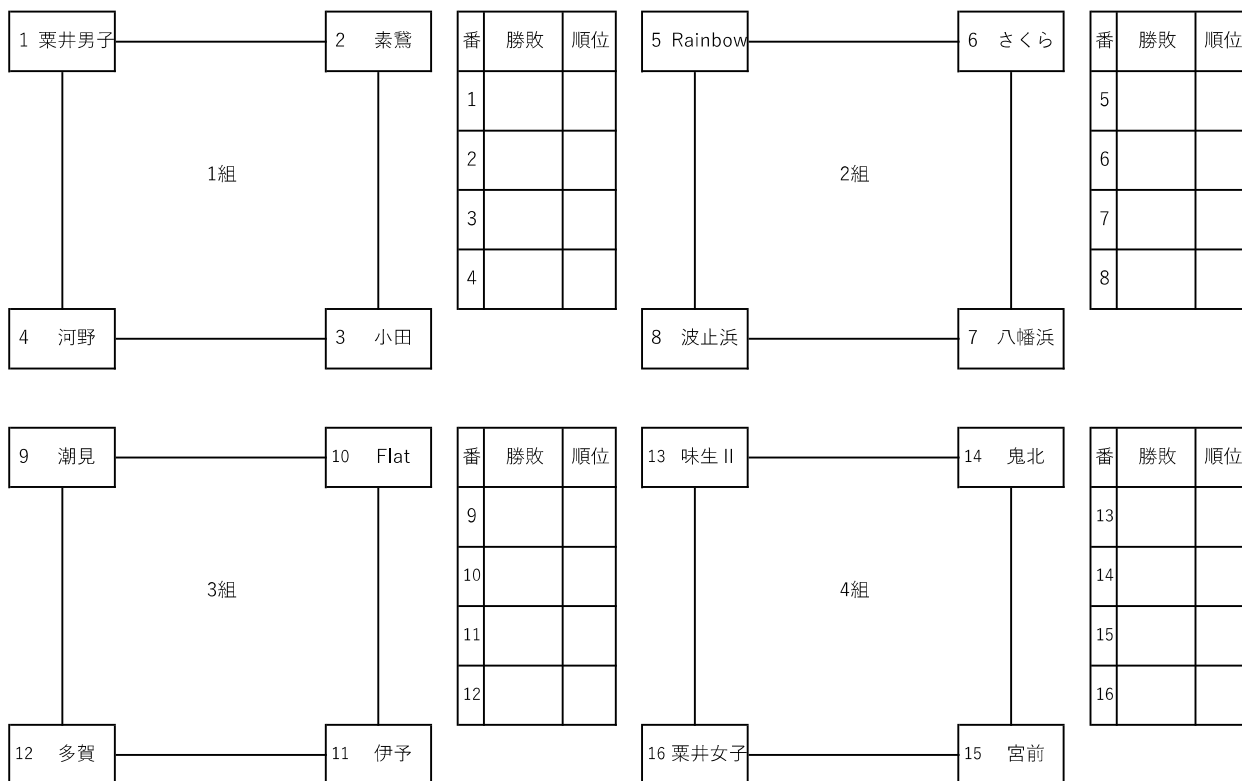 1 粟井男子
2 素鵞
番 勝敗 順位
1
2
3
4
1組
4 河野
3 小田
5 Rainbow
6 さくら
番 勝敗 順位
5
6
7
8
2組
8 波止浜
7 八幡浜
9 潮見
10 Flat
番 勝敗 順位
9
10
11
12
3組
12 多賀
11 伊予
13 味生Ⅱ
14 鬼北
番 勝敗 順位
13
14
15
16
4組
16 粟井女子
15 宮前